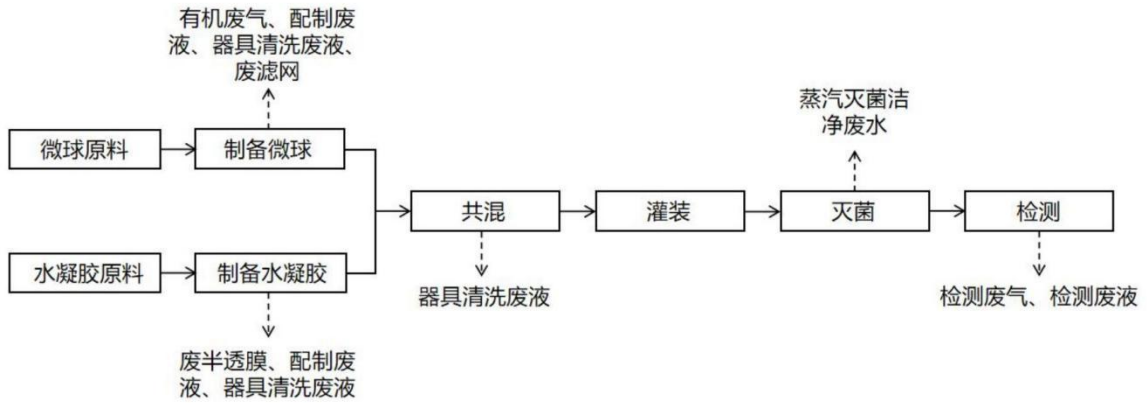 有机废气、配制废
液、器具清洗废液、
废滤网
蒸汽灭菌洁
净废水
微球原料
制备微球
共混
灌装
灭菌
检测
水凝胶原料
制备水凝胶
器具清洗废液
检测废气、检测废液
废半透膜、配制废
液、器具清洗废液